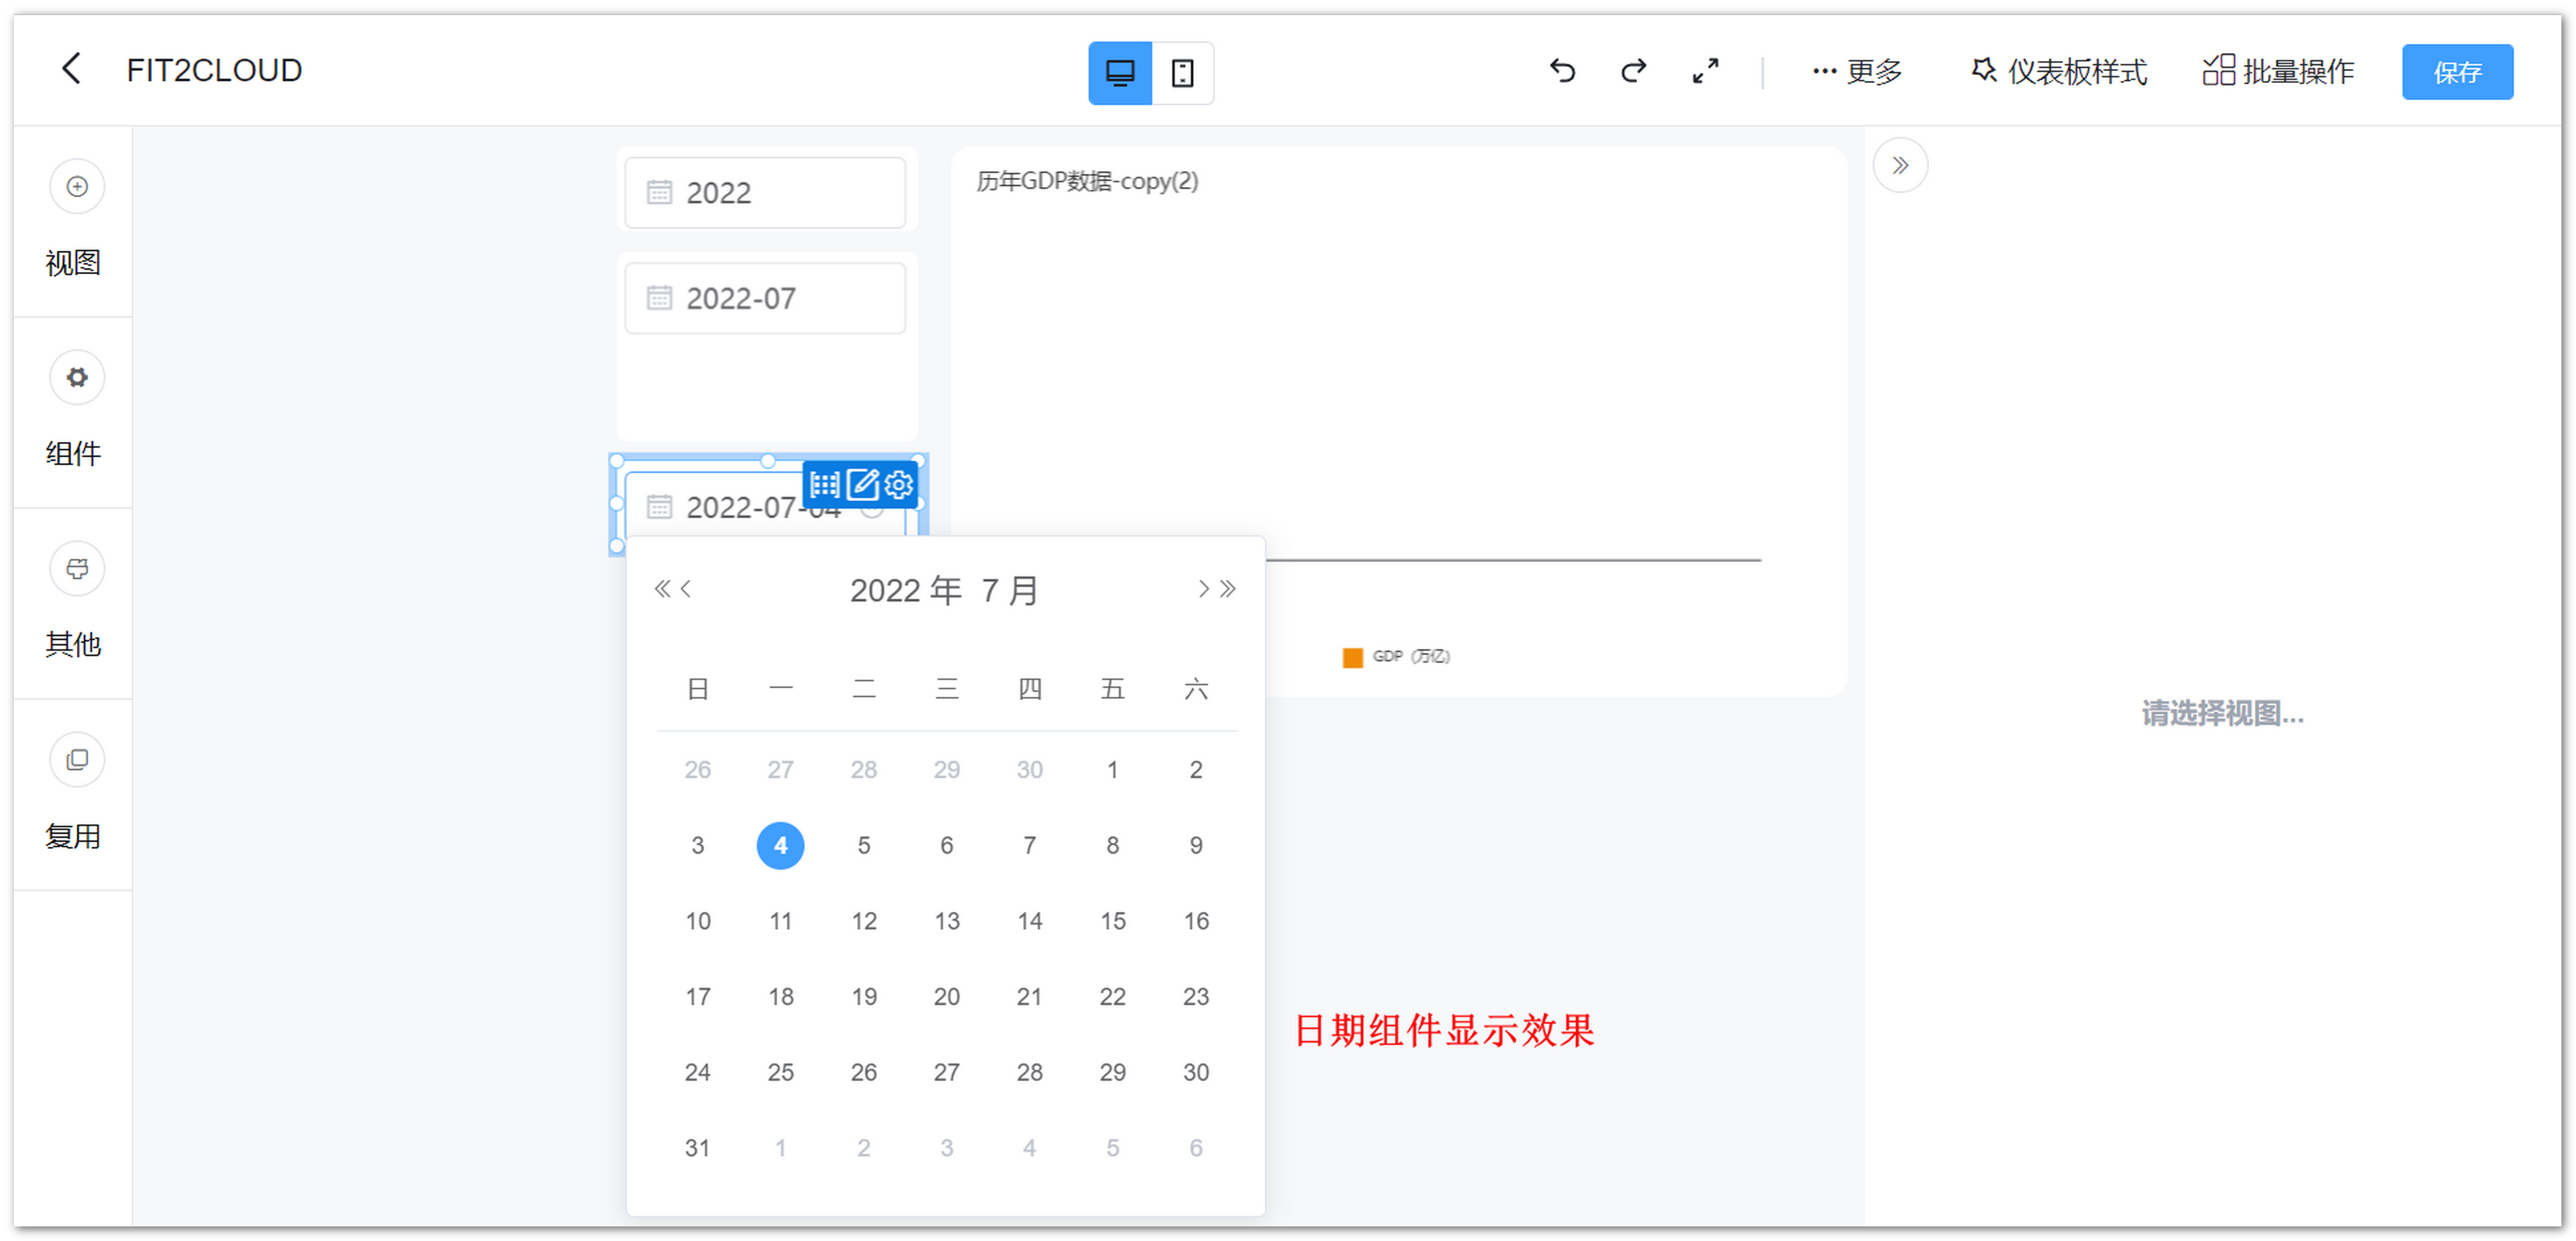 FIT2CLOUD
更多
仪表板样式
批量操作
保存
视图
组件
其他
复用
2022
2022-07
2022-07-04
历年GDP数据-copy(2)
GDP (万亿)
2022 年 7 月
日 一 二 三 四 五 六
26 27 28 29 30 1 2
3 4 5 6 7 8 9
10 11 12 13 14 15 16
17 18 19 20 21 22 23
24 25 26 27 28 29 30
31 1 2 3 4 5 6
日期组件显示效果
请选择视图...